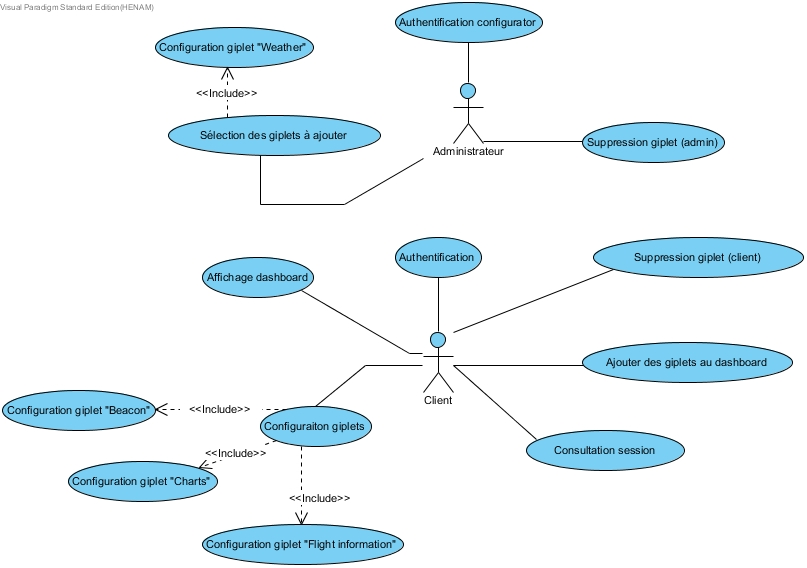 Visual Paradigm Standard Edition(HENAM)
Authentification configurator
Configuration giplet "Weather"
<<Include>>
Sélection des giplets à ajouter
Suppression giplet (admin)
Administrateur
Authentification
Suppression giplet (client)
Affichage dashboard
Ajouter des giplets au dashboard
Client
Configuration giplet "Beacon"
<<Include>>
Configuraiton giplets
Consultation session
<<Include>>
Configuration giplet "Charts"
<<Include>>
Configuration giplet "Flight information"